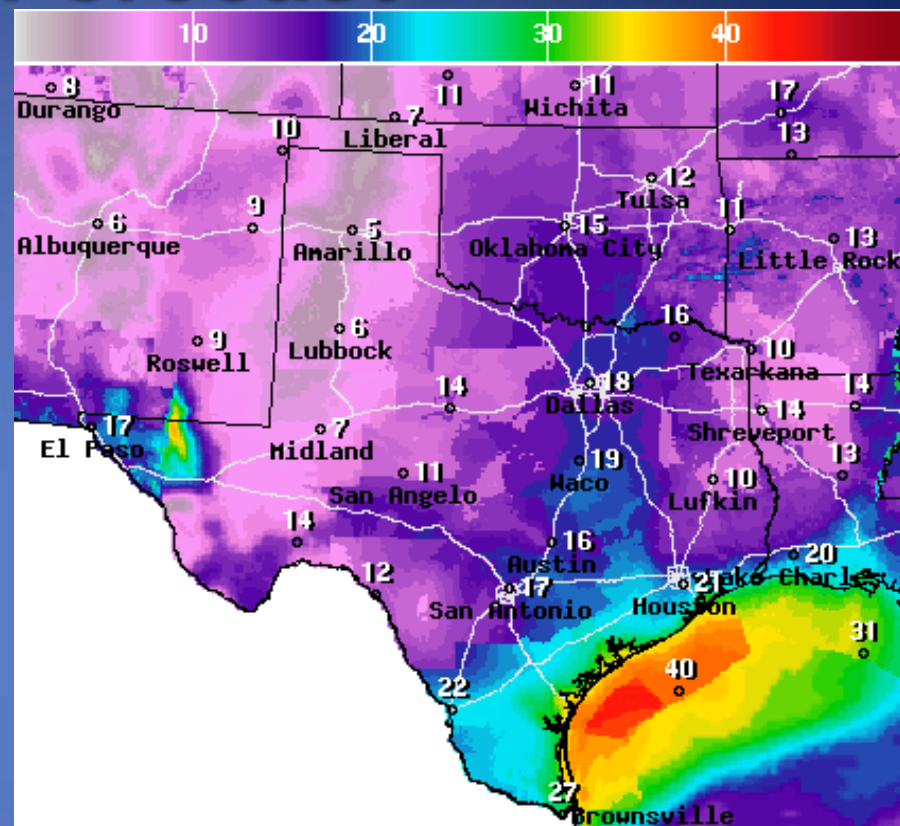 10 20 30 40
8
Durango
11
11
Wichita
17
7
Liberal
10
13
12
Tulsa
6
Albuquerque
9
5
Amarillo
15
Oklahoma City
11
13
Little Rock
9
Roswell
6
Lubbock
16
10
Texarkana
18
Dallas
14
14
14
Shreveport
17
El Paso
7
Midland
11
San Angelo
19
Waco
10
Lufkin
13
14
16
Austin
20
Lake Charles
12
17
San Antonio
21
Houston
31
40
22
27
Brownsville